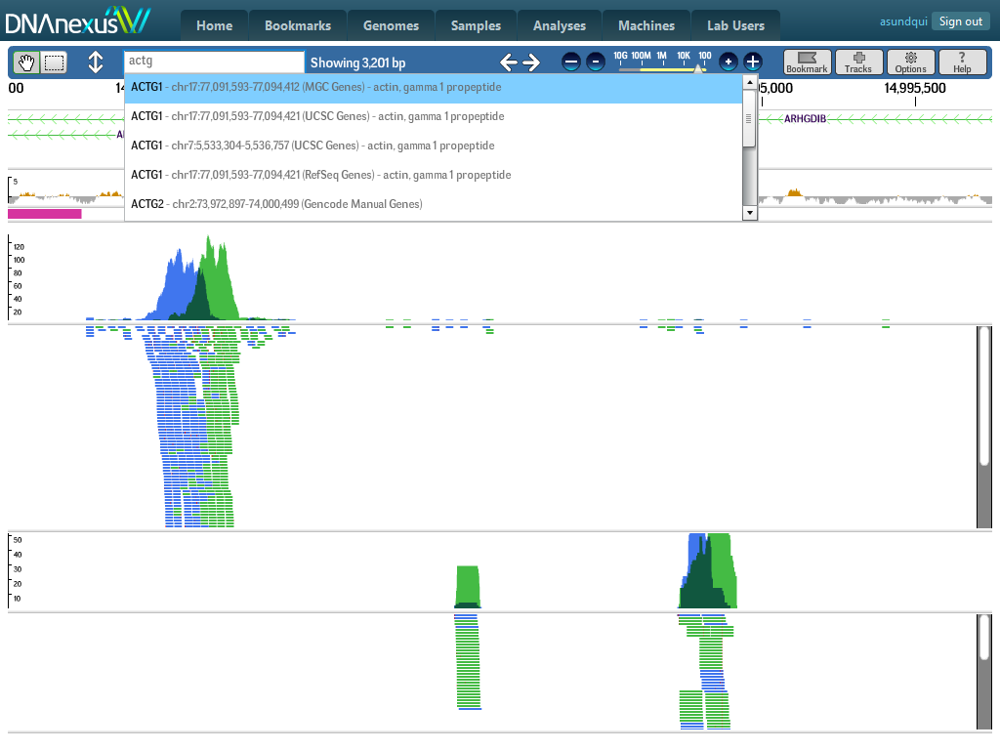 DNAnexus
Home
Bookmarks
Genomes
Samples
Analyses
Machines
Lab Users
asundqui
Sign out
actg
Showing 3,201 bp
10G 100M 1M 10K 100
Bookmark
Tracks
Options
?
Help
00
14
95,000
14,995,500
ACTG1 - chr17:77,091,593-77,094,412 (MGC Genes) - actin, gamma 1 propeptide
ACTG1 - chr17:77,091,593-77,094,421 (UCSC Genes) - actin, gamma 1 propeptide
ACTG1 - chr7:5,533,304-5,536,757 (UCSC Genes) - actin, gamma 1 propeptide
ACTG1 - chr17:77,091,593-77,094,421 (RefSeq Genes) - actin, gamma 1 propeptide
ACTG2 - chr2:73,972,897-74,000,499 (Gencode Manual Genes)
ARHGDIB
5
120
100
80
60
40
20
50
40
30
20
10